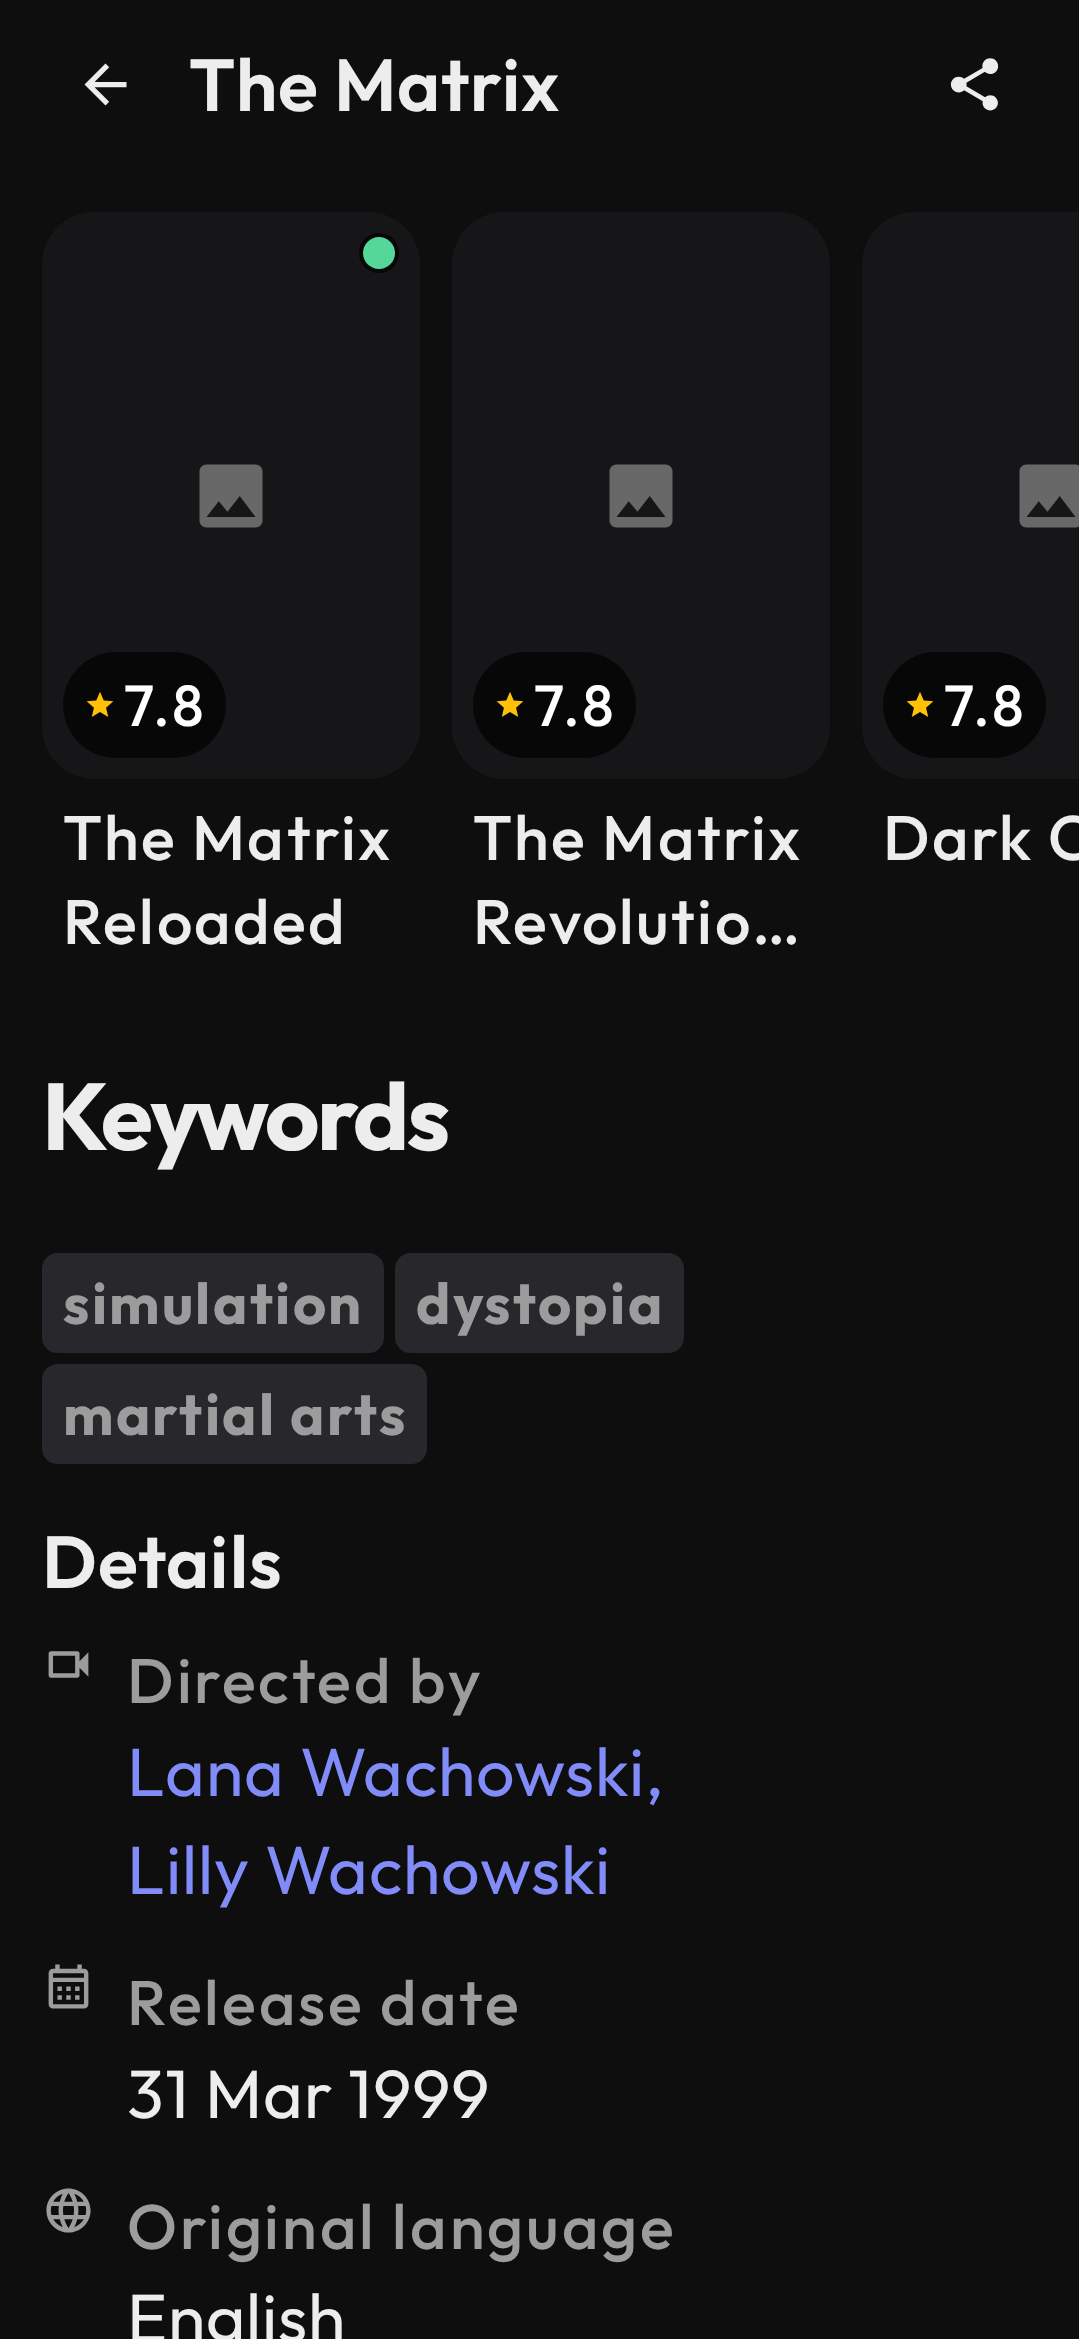 The Matrix
7.8
7.8
7.8
The Matrix
Reloaded
The Matrix
Revolutio...
Dark
Keywords
simulation
dystopia
martial arts
Details
Directed by
Lana Wachowski,
Lilly Wachowski
Release date
31 Mar 1999
Original language
English